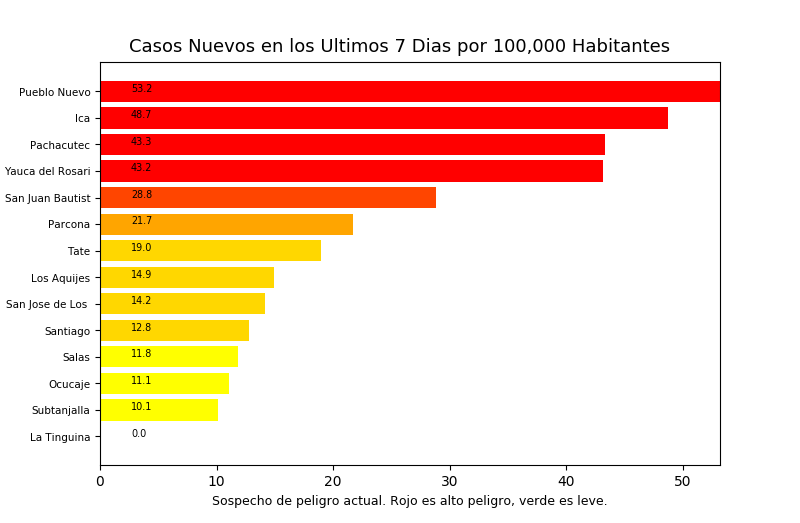 Casos Nuevos en los Ultimos 7 Dias por 100,000 Habitantes
Pueblo Nuevo 53.2
Ica 48.7
Pachacutec 43.3
Yauca del Rosari 43.2
San Juan Bautist 28.8
Parcona 21.7
Tate 19.0
Los Aquijes 14.9
San Jose de Los 14.2
Santiago 12.8
Salas 11.8
Ocucaje 11.1
Subtanjalla 10.1
La Tinguina 0.0
0 10 20 30 40 50
Sospecho de peligro actual. Rojo es alto peligro, verde es leve.